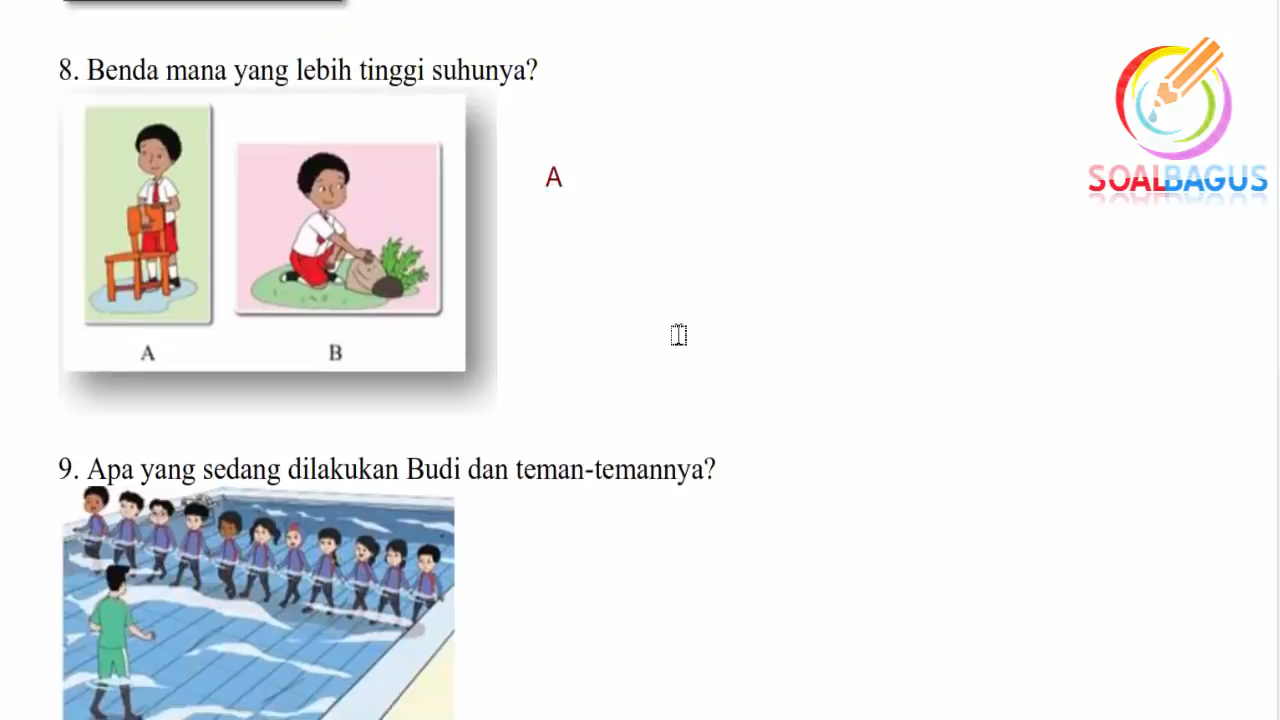 8. Benda mana yang lebih tinggi suhunya?
A
SOALBAGUS
A B
9. Apa yang sedang dilakukan Budi dan teman-temannya?